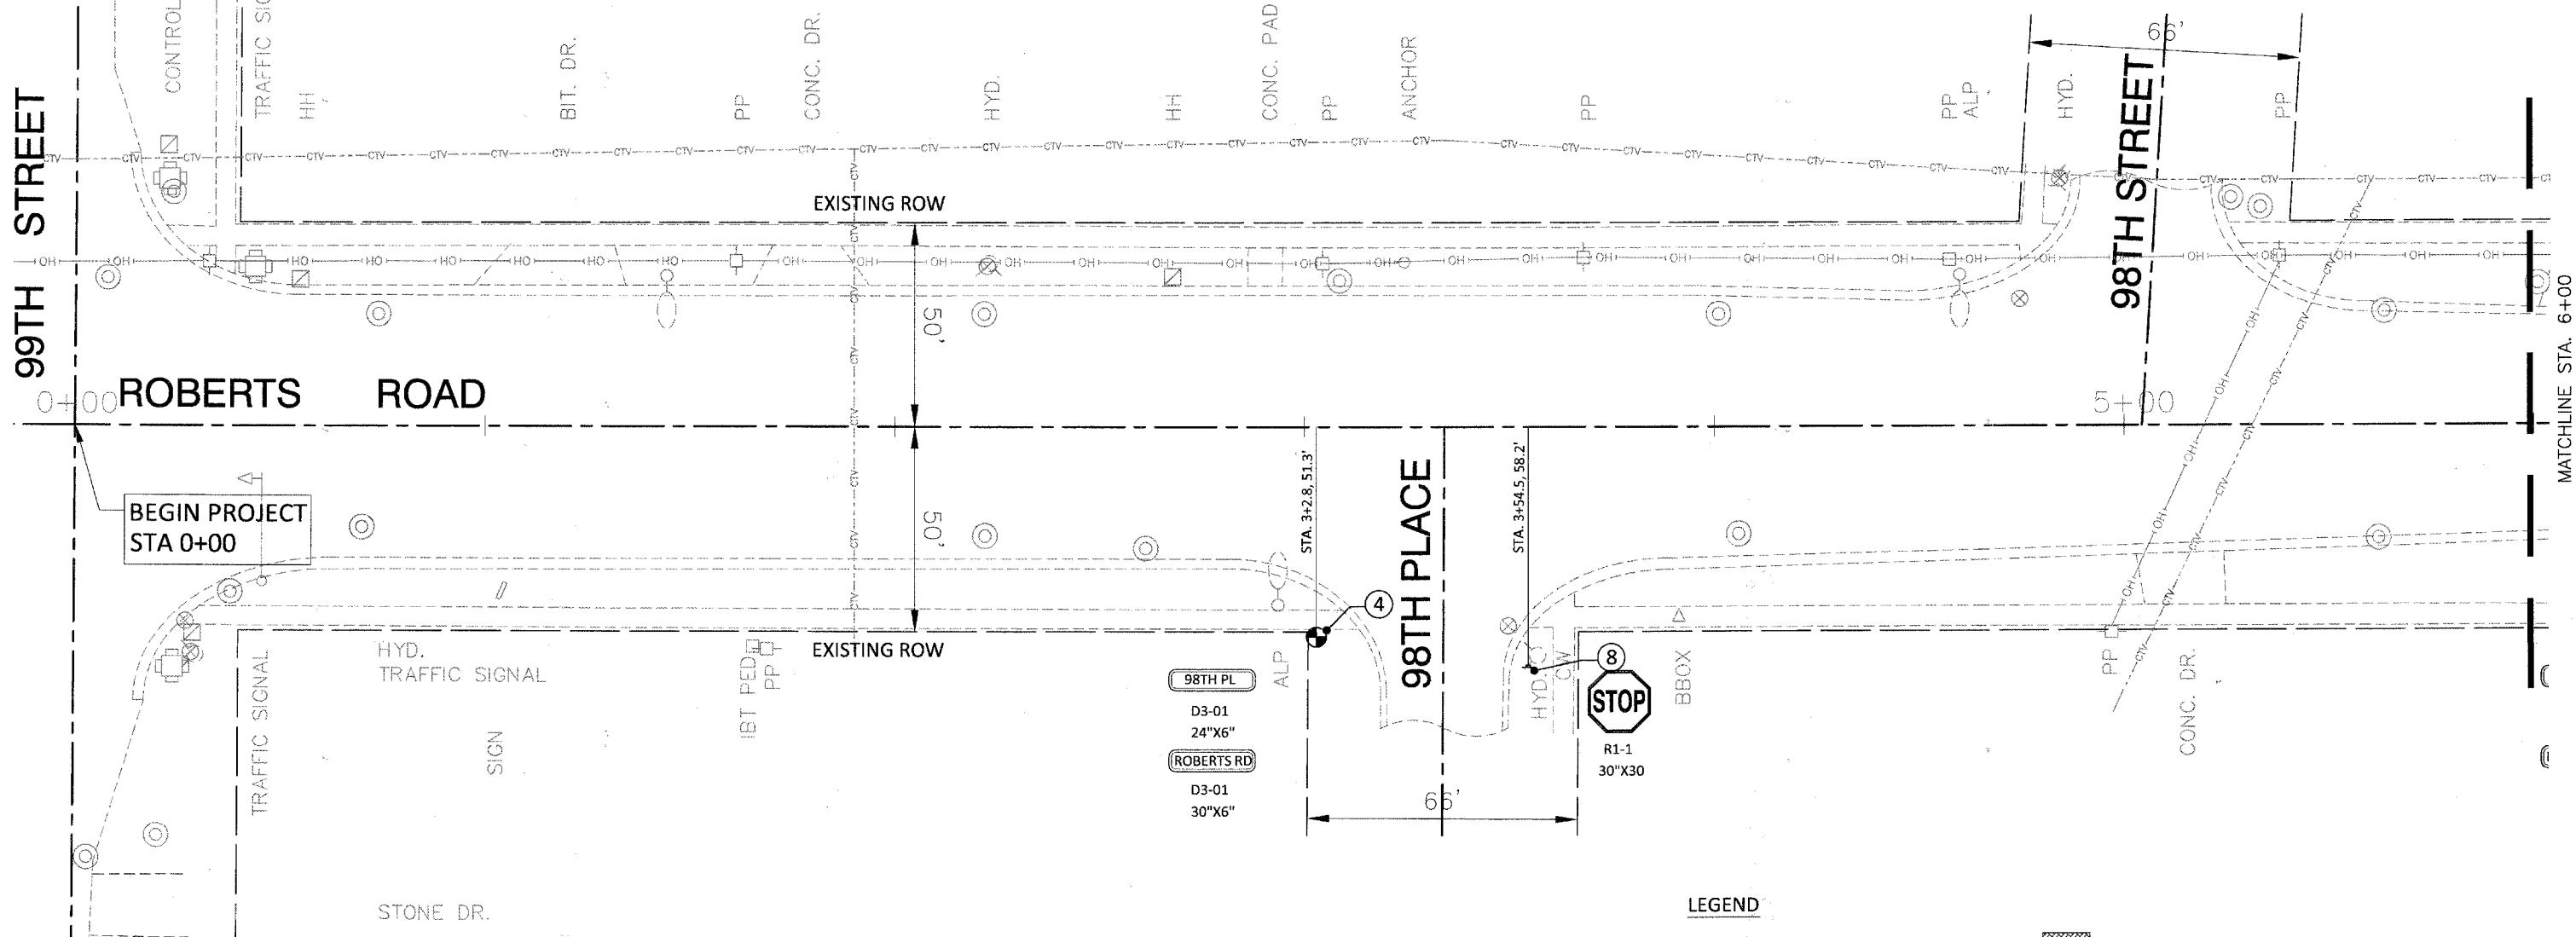 CONTROL
TRAFFIC SIG
HH
BIT. DR.
PP
CONC. DR.
HYD.
HH
CONC. PAD
PP
ANCHOR
PP
PP
ALP
HYD.
66'
PP
99TH STREET
98TH STREET
EXISTING ROW
50'
MATCHLINE STA. 6+00
0+00
ROBERTS ROAD
5+00
BEGIN PROJECT
STA 0+00
50'
STA. 3+2.8, 51.3'
98TH PLACE
STA. 3+54.5, 58.2'
4
EXISTING ROW
HYD.
TRAFFIC SIGNAL
TRAFFIC SIGNAL
SIGN
IBT PED
PP
ALP
98TH PL
D3-01
24"X6"
ROBERTS RD
D3-01
30"X6"
HYD.
CW
8
STOP
R1-1
30"X30
BBOX
PP
CONC. DR.
66'
STONE DR.
LEGEND